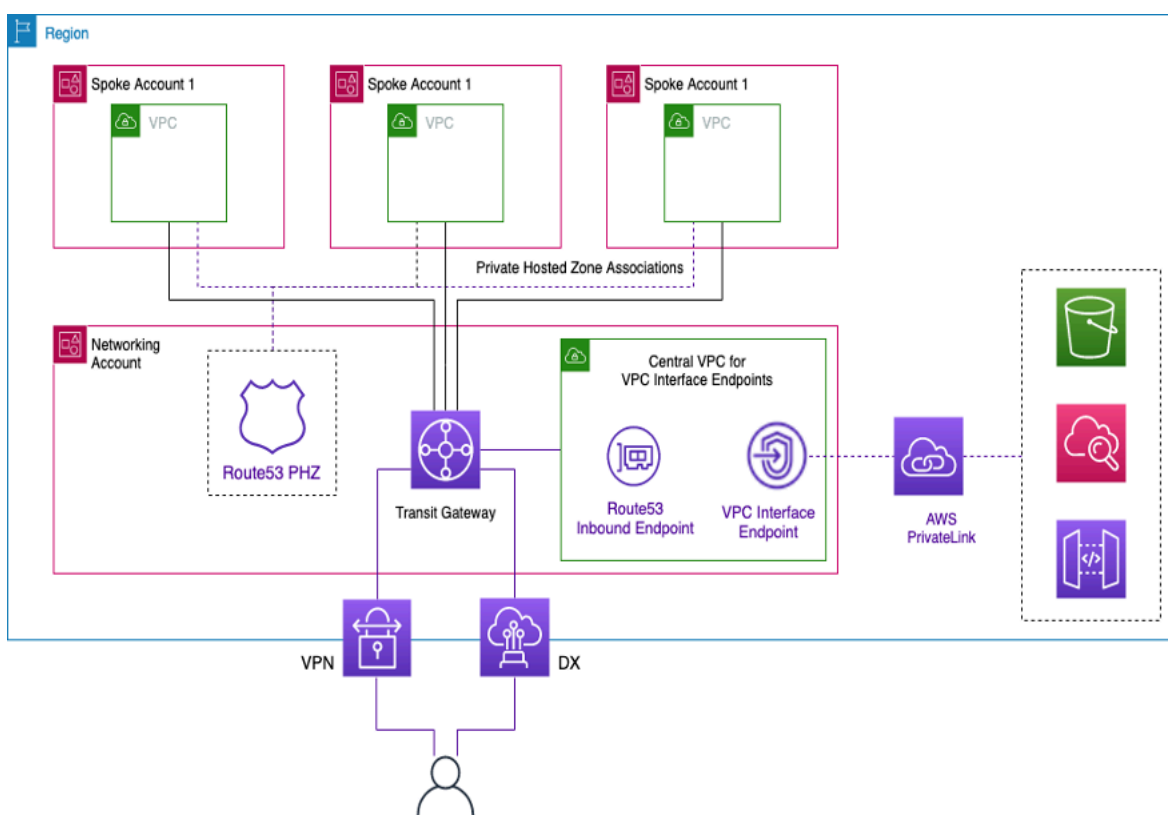 Region
Spoke Account 1
Spoke Account 1
Spoke Account 1
VPC
VPC
VPC
Private Hosted Zone Associations
Networking
Account
Central VPC for
VPC Interface Endpoints
Route53 PHZ
Transit Gateway
Route53
Inbound Endpoint
VPC Interface
Endpoint
AWS
PrivateLink
VPN
DX